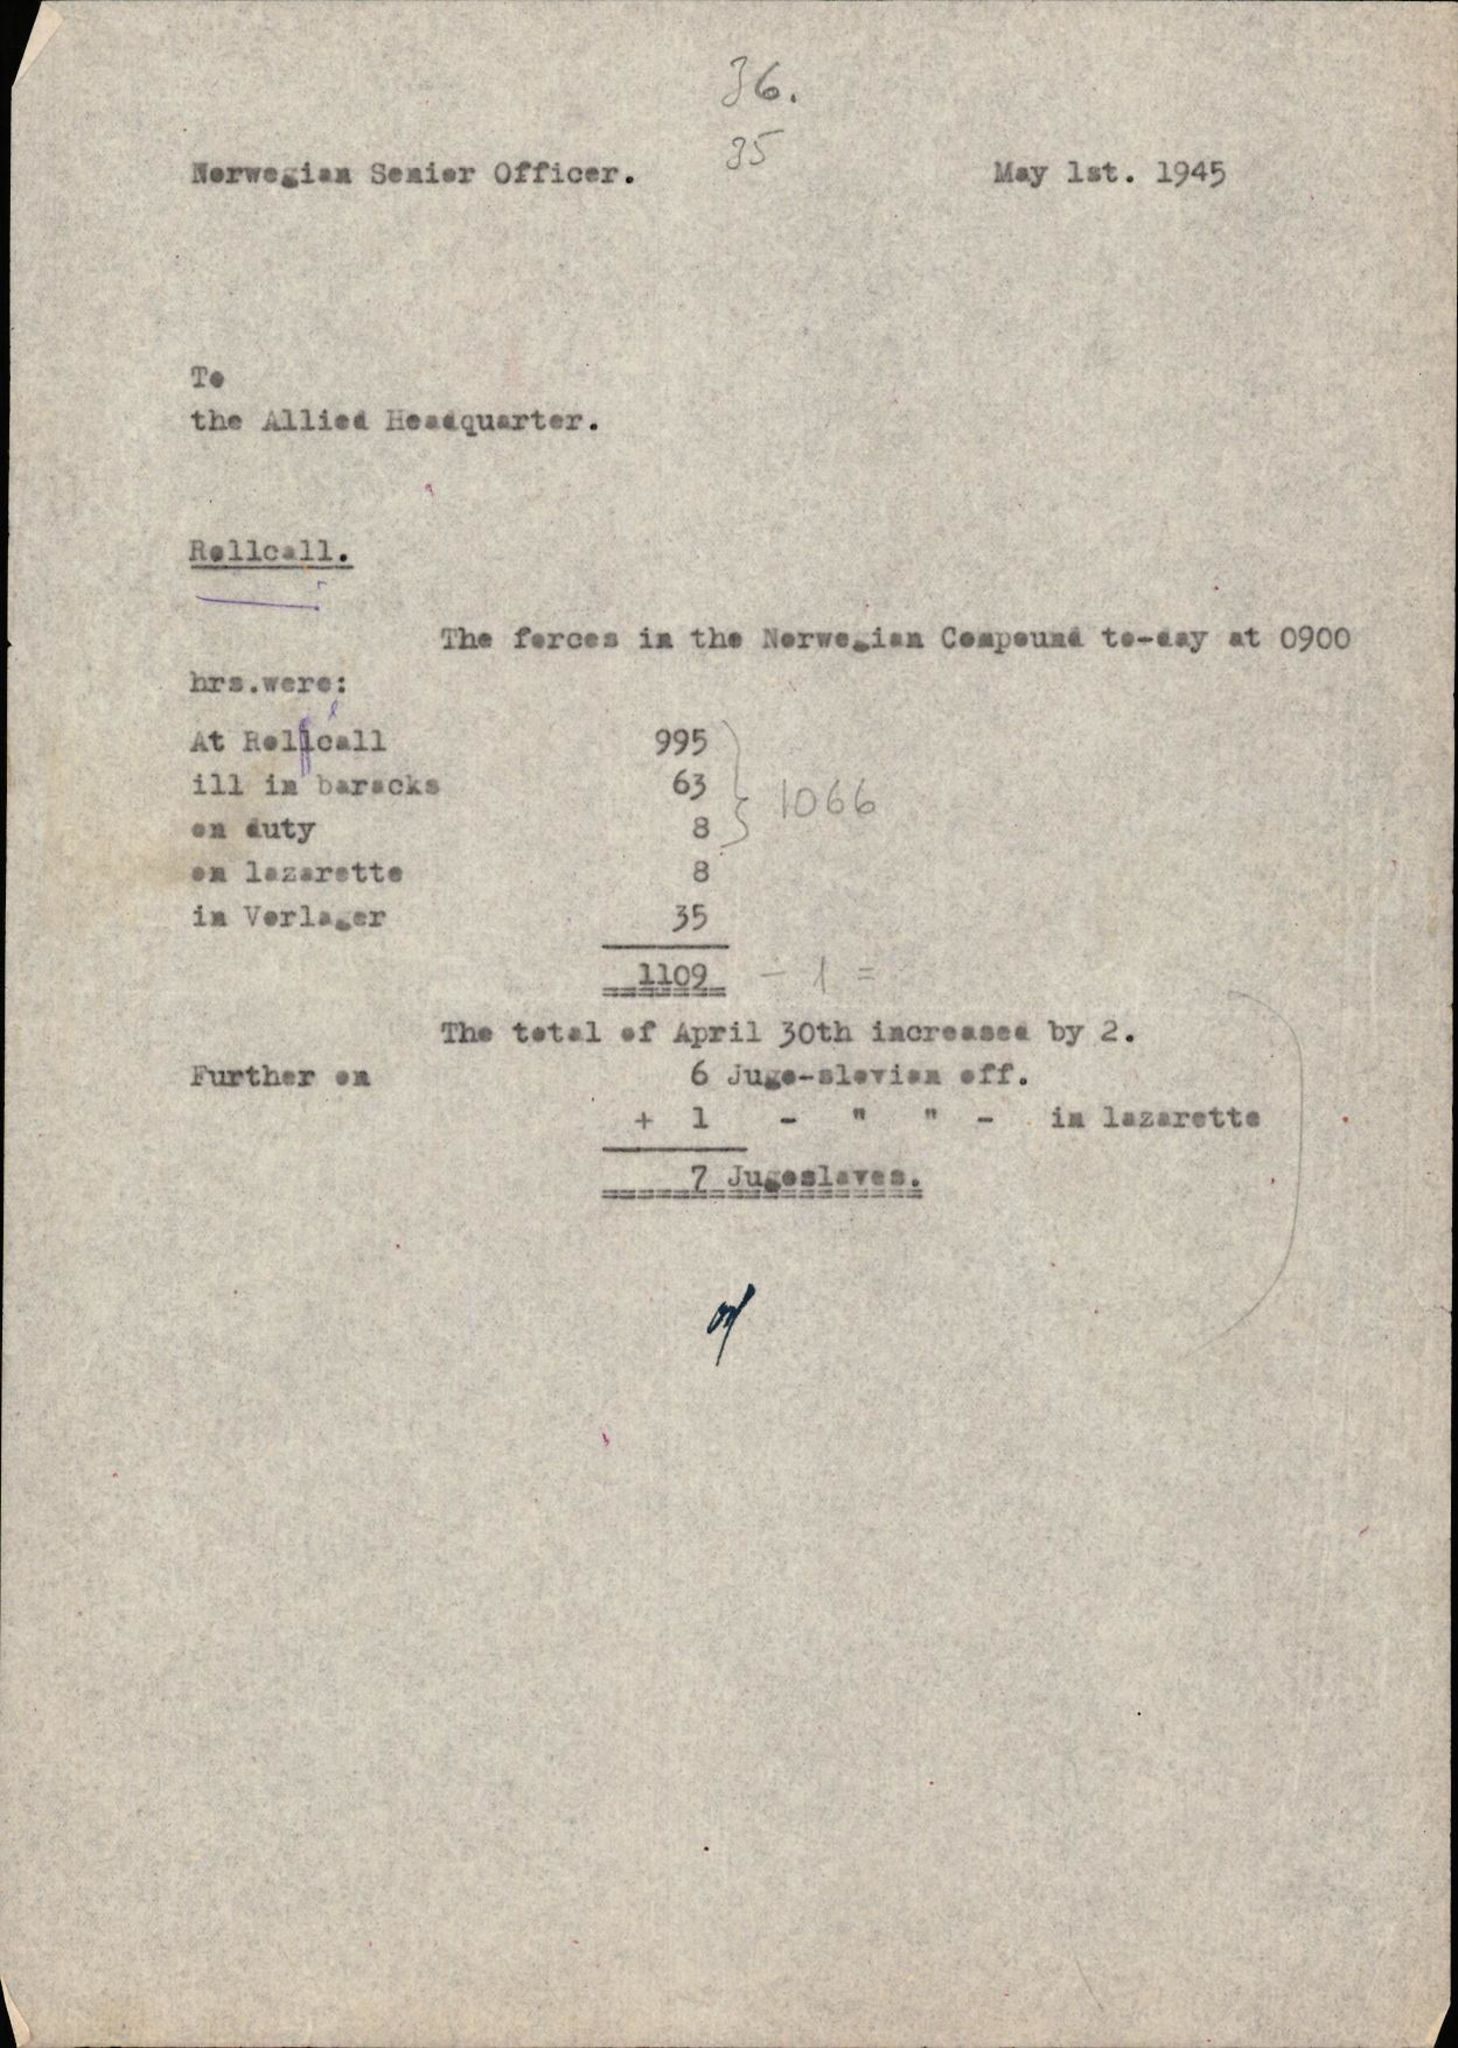 36.
35
Norwegian Senior Officer. May 1st. 1945
To
the Allied Headquarter.
Rollcall.
The forces in the Norwegian Compound to-day at 0900
hrs.were:
At Rollcall 995
ill in baracks 63
on duty 8
1066
on lazarette 8
in Vorlager 35
1109 - 1 =
The total of April 30th increased by 2.
Further on 6 Jugo-slavian off.
+ 1 - " " - in lazarette
7 Jugoslaves.